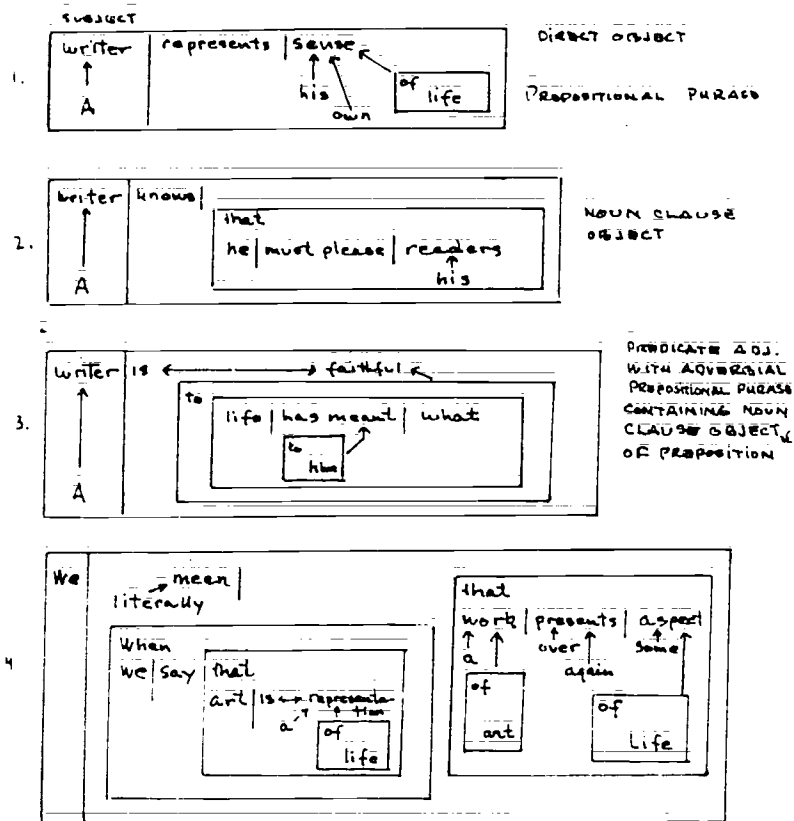 SUBJECT
1. writer | represents | sense DIRECT OBJECT
A his own of life PREPOSITIONAL PHRASE
2. writer | knows | NOUN CLAUSE
that OBJECT
he | must please | readers
A his
3. writer is faithful PREDICATE ADJ.
WITH ADVERBIAL
to PREPOSITIONAL PHRASE
life | has meant | what CONTAINING NOUN
CLAUSE OBJECT
to him OF PREPOSITION
A
4 We mean |
literally
When
we | say | that
art | is representation
a of
life
that
work | presents | aspect
a over some
again
of of
art life